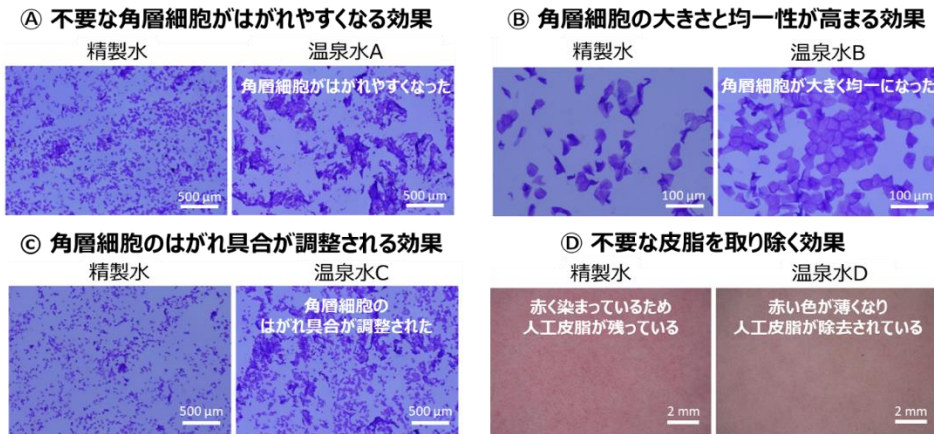 Ⓐ 不要な角層細胞がはがれやすくなる効果
精製水
温泉水A
角層細胞がはがれやすくなった
500 μm
500 μm
Ⓑ 角層細胞の大きさと均一性が高まる効果
精製水
温泉水B
角層細胞が大きく均一になった
100 μm
100 μm
Ⓒ 角層細胞のはがれ具合が調整される効果
精製水
温泉水C
角層細胞の
はがれ具合が調整された
500 μm
500 μm
Ⓓ 不要な皮脂を取り除く効果
精製水
温泉水D
赤く染まっているため
人工皮脂が残っている
赤い色が薄くなり
人工皮脂が除去されている
2 mm
2 mm